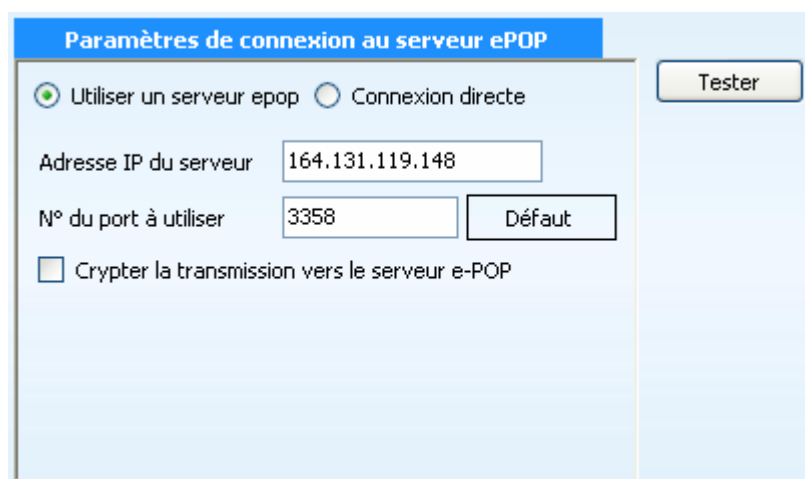 Paramètres de connexion au serveur ePOP
Utiliser un serveur epop Connexion directe
Tester
Adresse IP du serveur 164.131.119.148
Nº du port à utiliser 3358 Défaut
Crypter la transmission vers le serveur e-POP